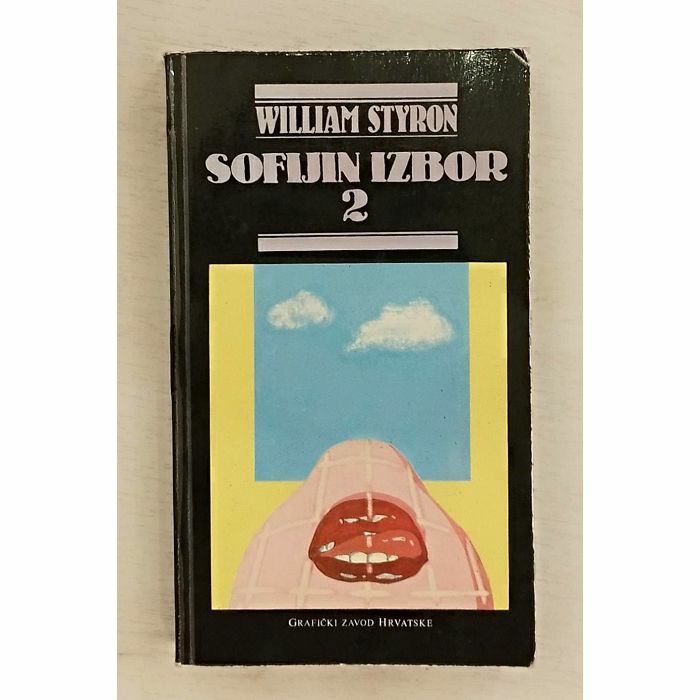 WILLIAM STYRON
SOFIJIN IZBOR
2
GRAFIČKI ZAVOD HRVATSKE